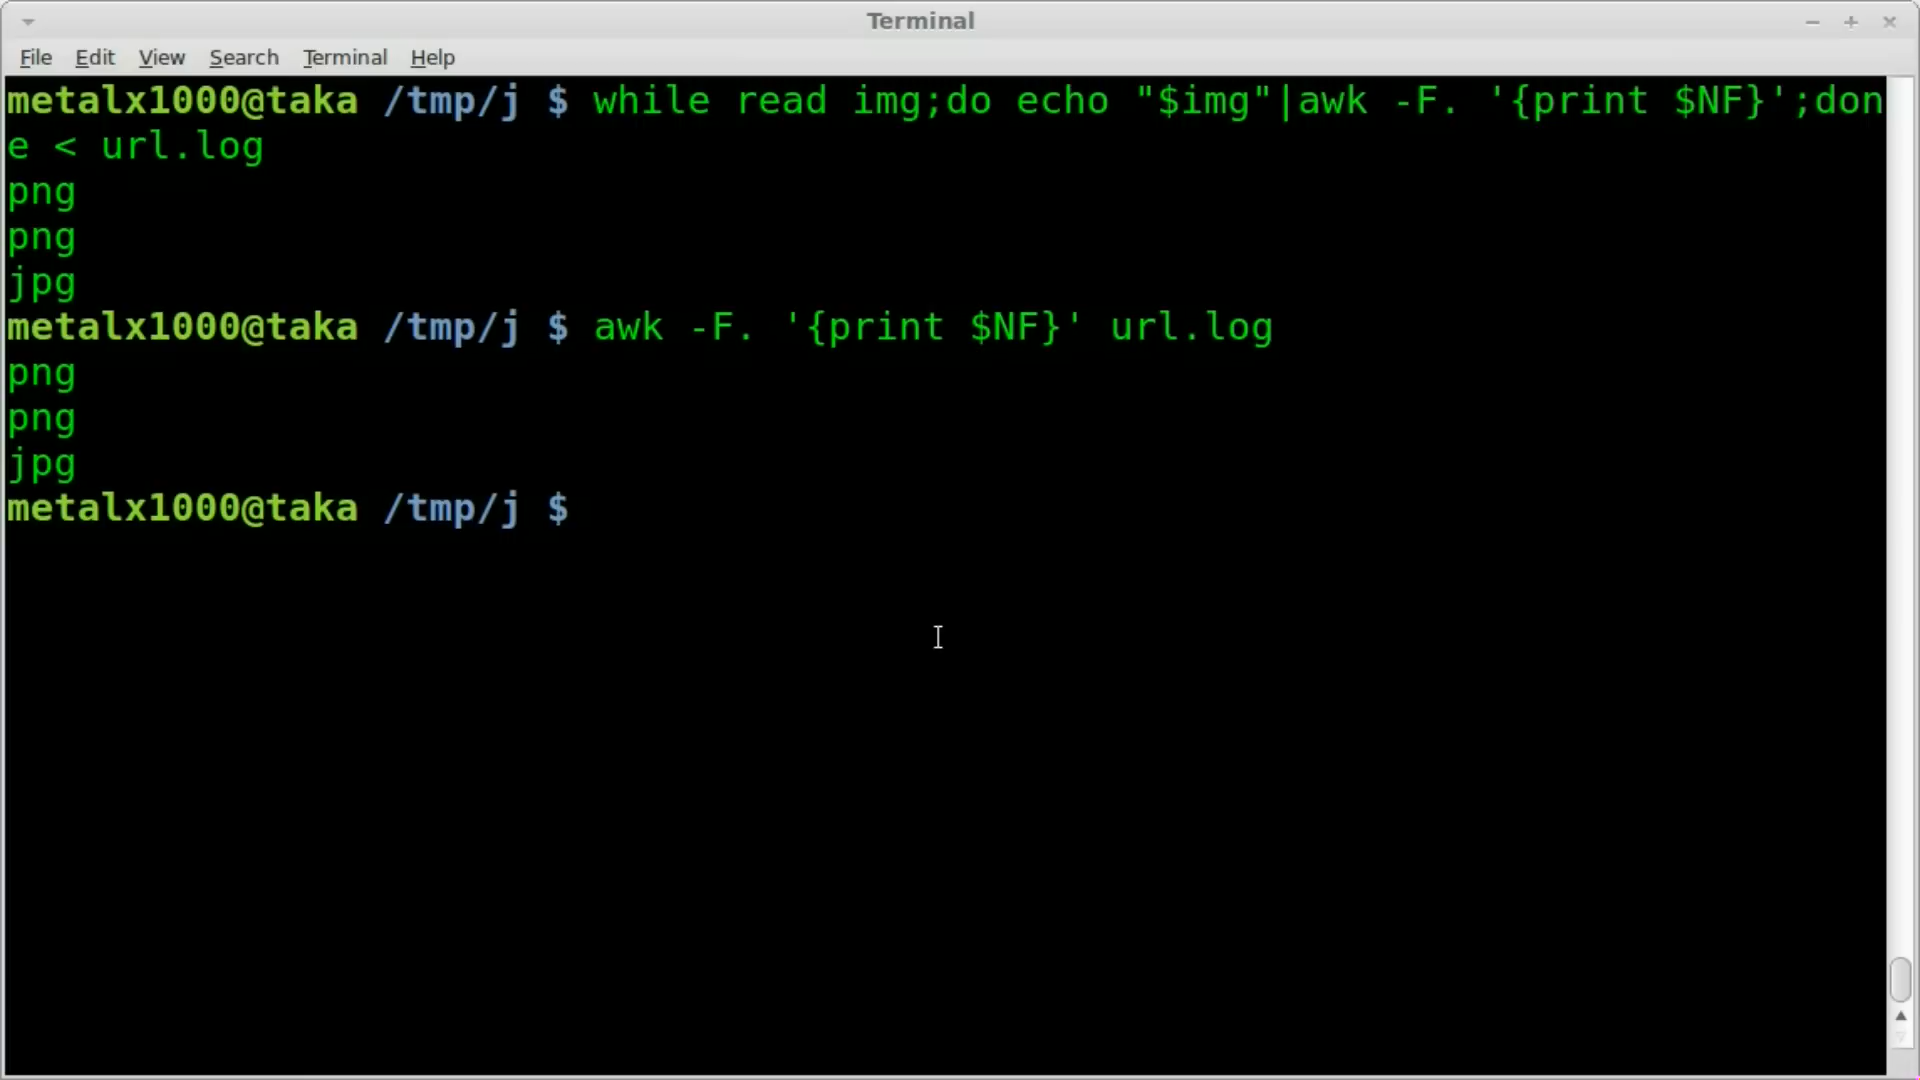 Terminal
File Edit View Search Terminal Help
metalx1000@taka /tmp/j $ while read img;do echo "$img"|awk -F. '{print $NF}';don
e < url.log
png
png
jpg
metalx1000@taka /tmp/j $ awk -F. '{print $NF}' url.log
png
png
jpg
metalx1000@taka /tmp/j $